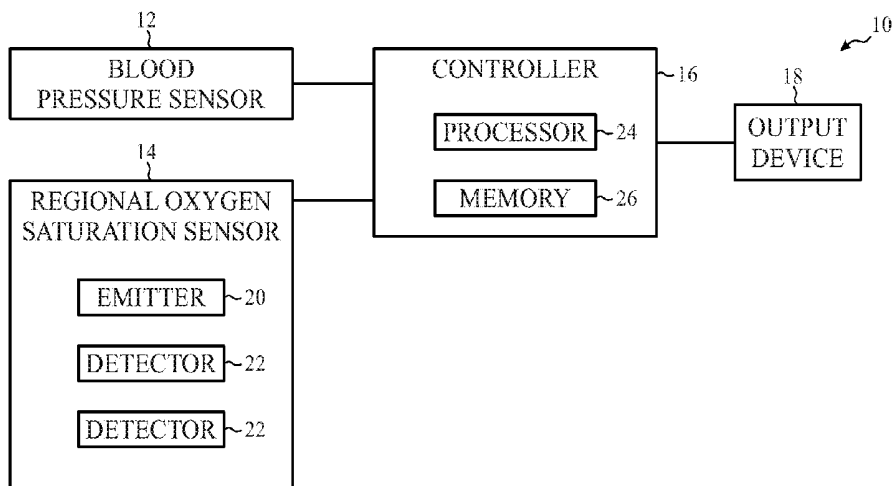 12
BLOOD
PRESSURE SENSOR
14
REGIONAL OXYGEN
SATURATION SENSOR
EMITTER 20
DETECTOR 22
DETECTOR 22
CONTROLLER
16
PROCESSOR 24
MEMORY 26
10
18
OUTPUT
DEVICE